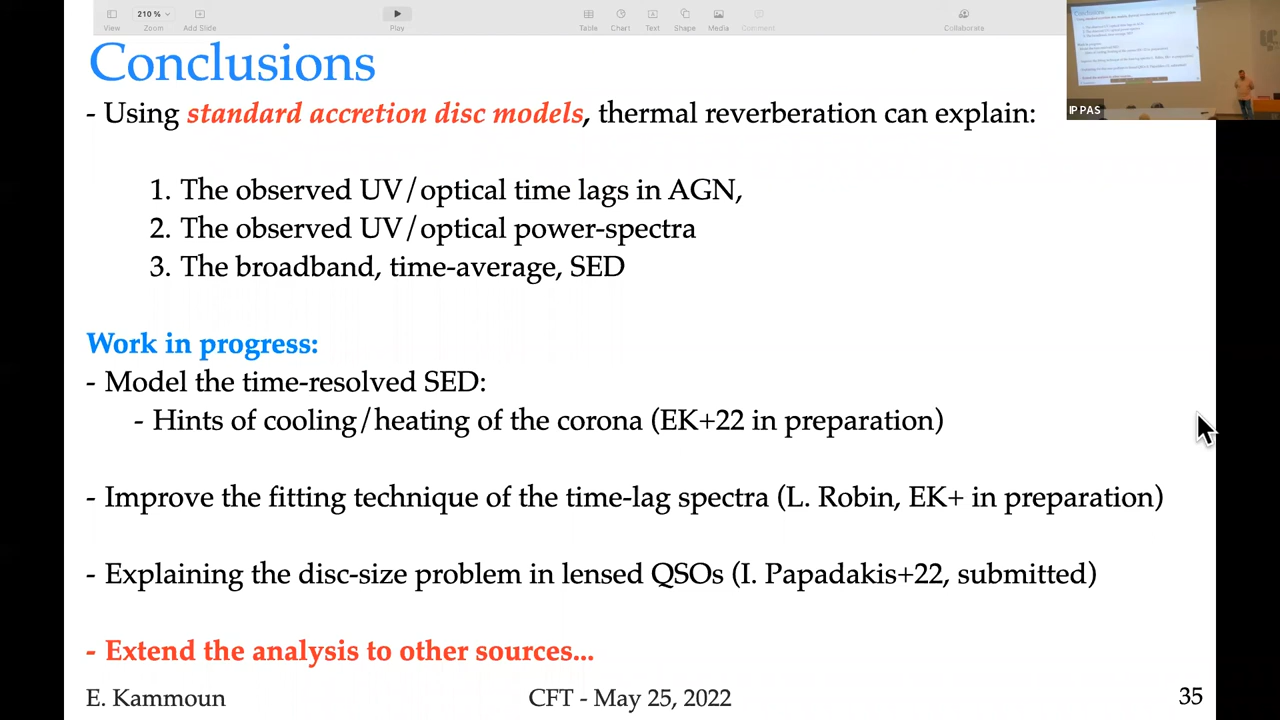 210 %
View
Zoom
Add Slide
Play
Table
Chart
Text
Shape
Media
Comment
Collaborate
IP PAS
Conclusions
- Using standard accretion disc models, thermal reverberation can explain:
1. The observed UV/optical time lags in AGN,
2. The observed UV/optical power-spectra
3. The broadband, time-average, SED
Work in progress:
- Model the time-resolved SED:
- Hints of cooling/heating of the corona (EK+22 in preparation)
- Improve the fitting technique of the time-lag spectra (L. Robin, EK+ in preparation)
- Explaining the disc-size problem in lensed QSOs (I. Papadakis+22, submitted)
- Extend the analysis to other sources...
E. Kammoun
CFT - May 25, 2022
35